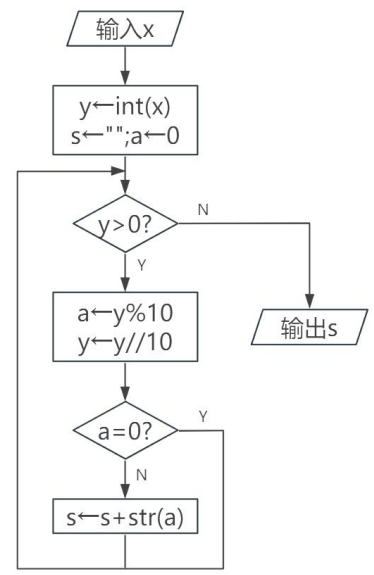 输入x
y←int(x)
s←"";a←0
y>0?
N
Y
a←y%10
y←y//10
输出s
a=0?
Y
N
s←s+str(a)